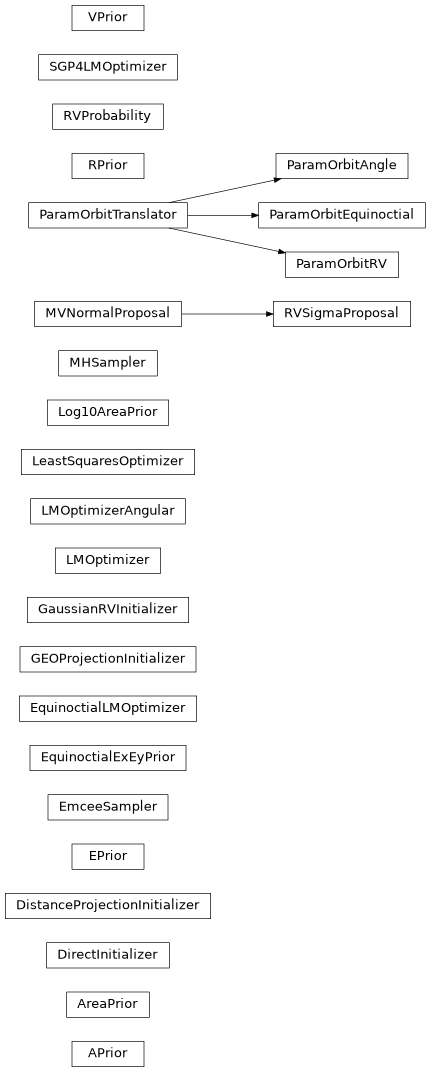 VPrior
SGP4LMOptimizer
RVProbability
RPrior
ParamOrbitAngle
ParamOrbitTranslator
ParamOrbitEquinoctial
ParamOrbitRV
MVNormalProposal
RVSigmaProposal
MHSampler
Log10AreaPrior
LeastSquaresOptimizer
LMOptimizerAngular
LMOptimizer
GaussianRVInitializer
GEOProjectionInitializer
EquinoctialLMOptimizer
EquinoctialExEyPrior
EmceeSampler
EPrior
DistanceProjectionInitializer
DirectInitializer
AreaPrior
APrior